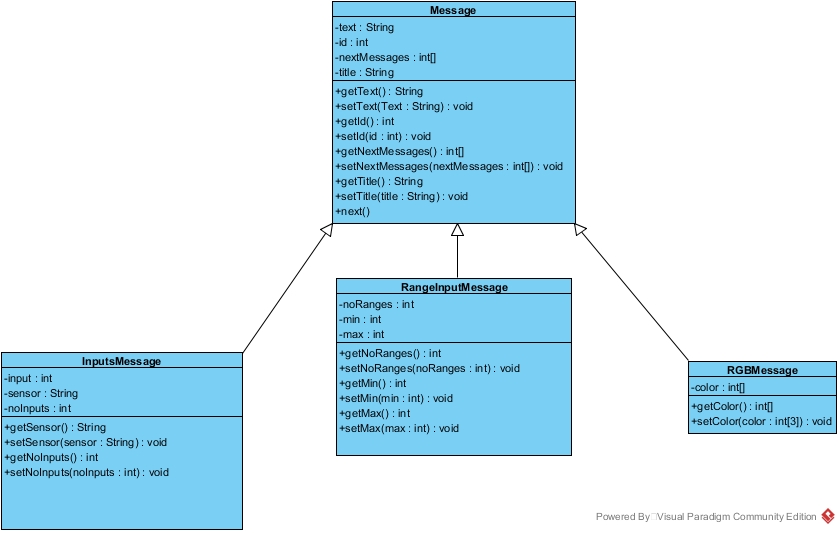 Message
-text : String
-id : int
-nextMessages : int[]
-title : String
+getText() : String
+setText(Text : String) : void
+getId() : int
+setId(id : int) : void
+getNextMessages() : int[]
+setNextMessages(nextMessages : int[]) : void
+getTitle() : String
+setTitle(title : String) : void
+next()
RangeInputMessage
-noRanges : int
-min : int
-max : int
+getNoRanges() : int
+setNoRanges(noRanges : int) : void
+getMin() : int
+setMin(min : int) : void
+getMax() : int
+setMax(max : int) : void
InputsMessage
-input : int
-sensor : String
-noInputs : int
+getSensor() : String
+setSensor(sensor : String) : void
+getNoInputs() : int
+setNoInputs(noInputs : int) : void
RGBMessage
-color : int[]
+getColor() : int[]
+setColor(color : int[3]) : void
Powered By Visual Paradigm Community Edition